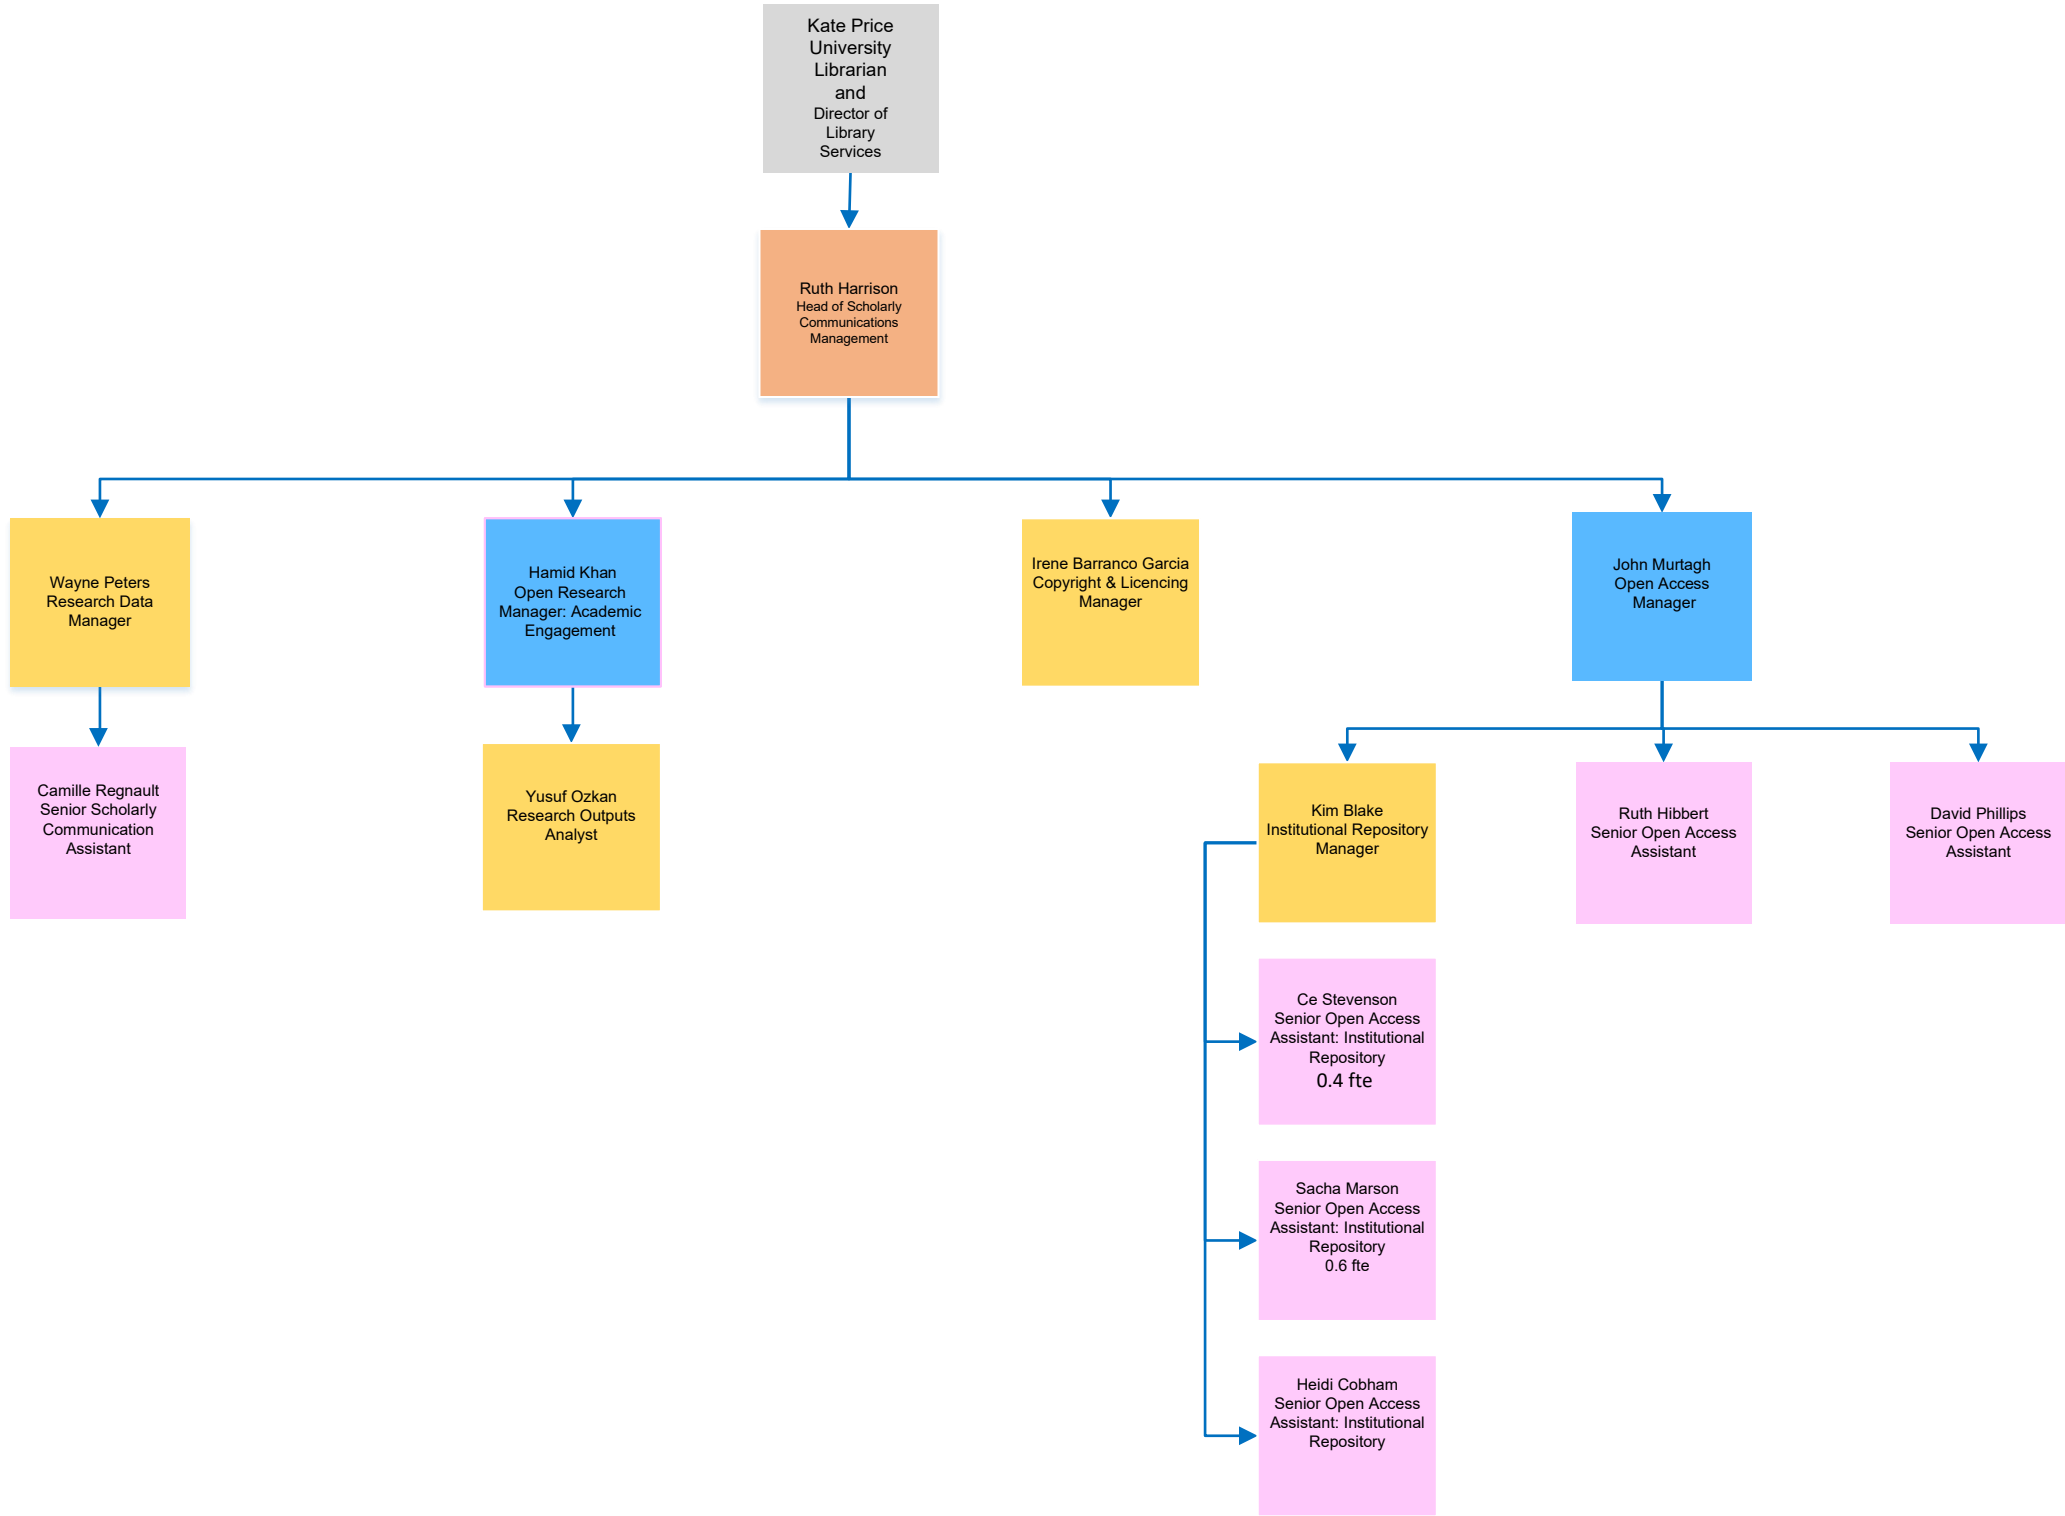 Kate Price
University
Librarian
and
Director of
Library
Services
Ruth Harrison
Head of Scholarly
Communications
Management
Wayne Peters
Research Data
Manager
Hamid Khan
Open Research
Manager: Academic
Engagement
Irene Barranco Garcia
Copyright & Licencing
Manager
John Murtagh
Open Access
Manager
Camille Regnault
Senior Scholarly
Communication
Assistant
Yusuf Ozkan
Research Outputs
Analyst
Kim Blake
Institutional Repository
Manager
Ruth Hibbert
Senior Open Access
Assistant
David Phillips
Senior Open Access
Assistant
Ce Stevenson
Senior Open Access
Assistant: Institutional
Repository
0.4 fte
Sacha Marson
Senior Open Access
Assistant: Institutional
Repository
0.6 fte
Heidi Cobham
Senior Open Access
Assistant: Institutional
Repository